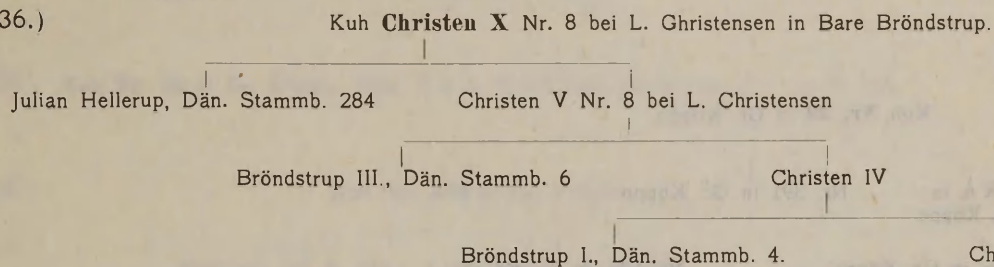 36.) Kuh Christen X Nr. 8 bei L. Ghristensen in Bare Bröndstrup.
Julian Hellerup, Dän. Stammb. 284 Christen V Nr. 8 bei L. Christensen
Bröndstrup III., Dän. Stammb. 6 Christen IV
Bröndstrup I., Dän. Stammb. 4. Ch